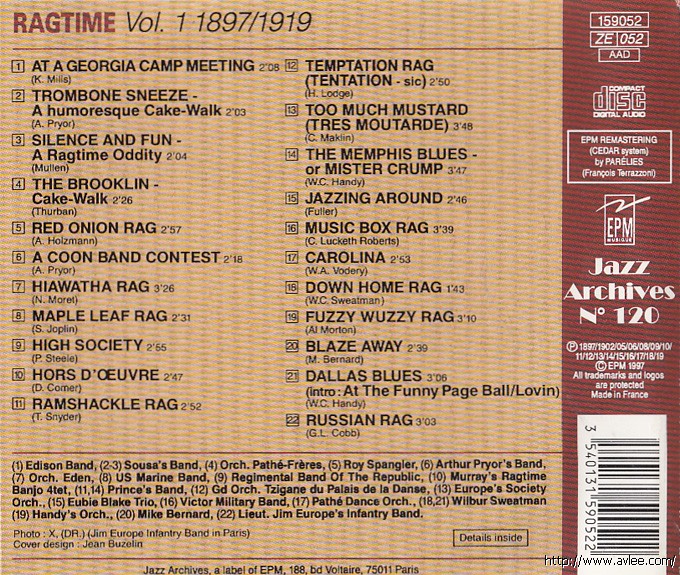 RAGTIME Vol. 1 1897/1919
1 AT A GEORGIA CAMP MEETING 2'08
(K. Mills)
2 TROMBONE SNEEZE -
A humoresque Cake-Walk 2'03
(A. Pryor)
3 SILENCE AND FUN -
A Ragtime Oddity 2'04
(Mullen)
4 THE BROOKLIN -
Cake-Walk 2'26
(Thurban)
5 RED ONION RAG 2'57
(A. Holzmann)
6 A COON BAND CONTEST 2'18
(A. Pryor)
7 HIAWATHA RAG 3'26
(N. Moret)
8 MAPLE LEAF RAG 2'31
(S. Joplin)
9 HIGH SOCIETY 2'55
(P. Steele)
10 HORS D'ŒUVRE 2'47
(D. Comer)
11 RAMSHACKLE RAG 2'52
(T. Snyder)
12 TEMPTATION RAG
(TENTATION - sic) 2'50
(H. Lodge)
13 TOO MUCH MUSTARD
(TRES MOUTARDE) 3'48
(C. Maklin)
14 THE MEMPHIS BLUES -
or MISTER CRUMP 3'47
(W.C. Handy)
15 JAZZING AROUND 2'46
(Fuller)
16 MUSIC BOX RAG 3'39
(C. Lucketh Roberts)
17 CAROLINA 2'53
(W.A. Vodery)
18 DOWN HOME RAG 1'43
(W.C. Sweatman)
19 FUZZY WUZZY RAG 3'10
(Al Morton)
20 BLAZE AWAY 2'39
(M. Bernard)
21 DALLAS BLUES 3'06
(intro: At The Funny Page Ball/Lovin)
(W.C. Handy)
22 RUSSIAN RAG 3'03
(G.L. Cobb)
(1) Edison Band, (2-3) Sousa's Band, (4) Orch. Pathé-Frères, (5) Roy Spangler, (6) Arthur Pryor's Band,
(7) Orch. Eden, (8) US Marine Band, (9) Regimental Band Of The Republic, (10) Murray's Ragtime
Banjo 4tet, (11,14) Prince's Band, (12) Gd Orch. Tzigane du Palais de la Danse, (13) Europe's Society
Orch., (15) Eubie Blake Trio, (16) Victor Military Band, (17) Pathé Dance Orch., (18,21) Wilbur Sweatman
(19) Handy's Orch., (20) Mike Bernard, (22) Lieut. Jim Europe's Infantry Band.
Photo : X, (DR.) (Jim Europe Infantry Band in Paris)
Cover design : Jean Buzelin
Details inside
Jazz Archives, a label of EPM, 188, bd Voltaire, 75011 Paris
159052
ZE 052
AAD
COMPACT
disc
DIGITAL AUDIO
EPM REMASTERING
(CEDAR system)
by PARÉLIES
(François Terrazzoni)
EPM
MUSIQUE
Jazz
Archives
N° 120
Ⓟ 1897/1902/05/06/08/09/10/
11/12/13/14/15/16/17/18/19
© EPM 1997
All trademarks and logos
are protected
Made in France
3 540131 590522
http://www.avlee.com/